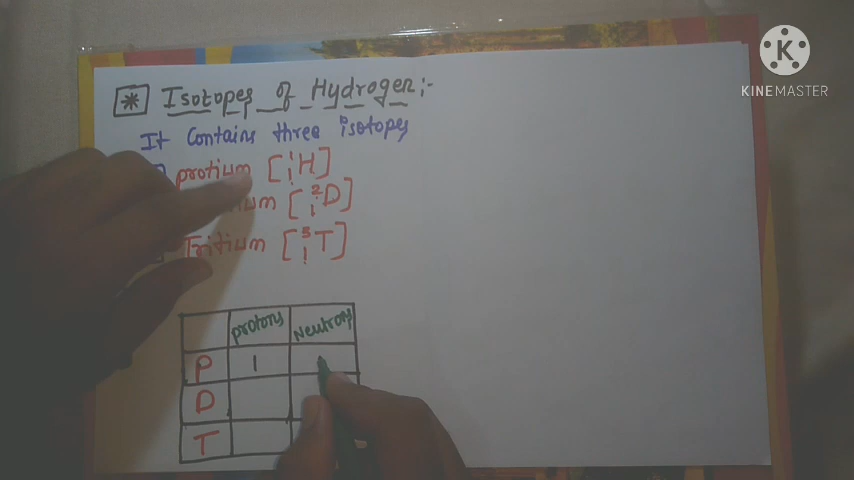 * Isotopes of Hydrogen:-
It contains three isotopes
protium [¹₁H]
ium [²₁D]
Tritium [³₁T]
protons Neutrons
P 1
D
T
K
KINEMASTER